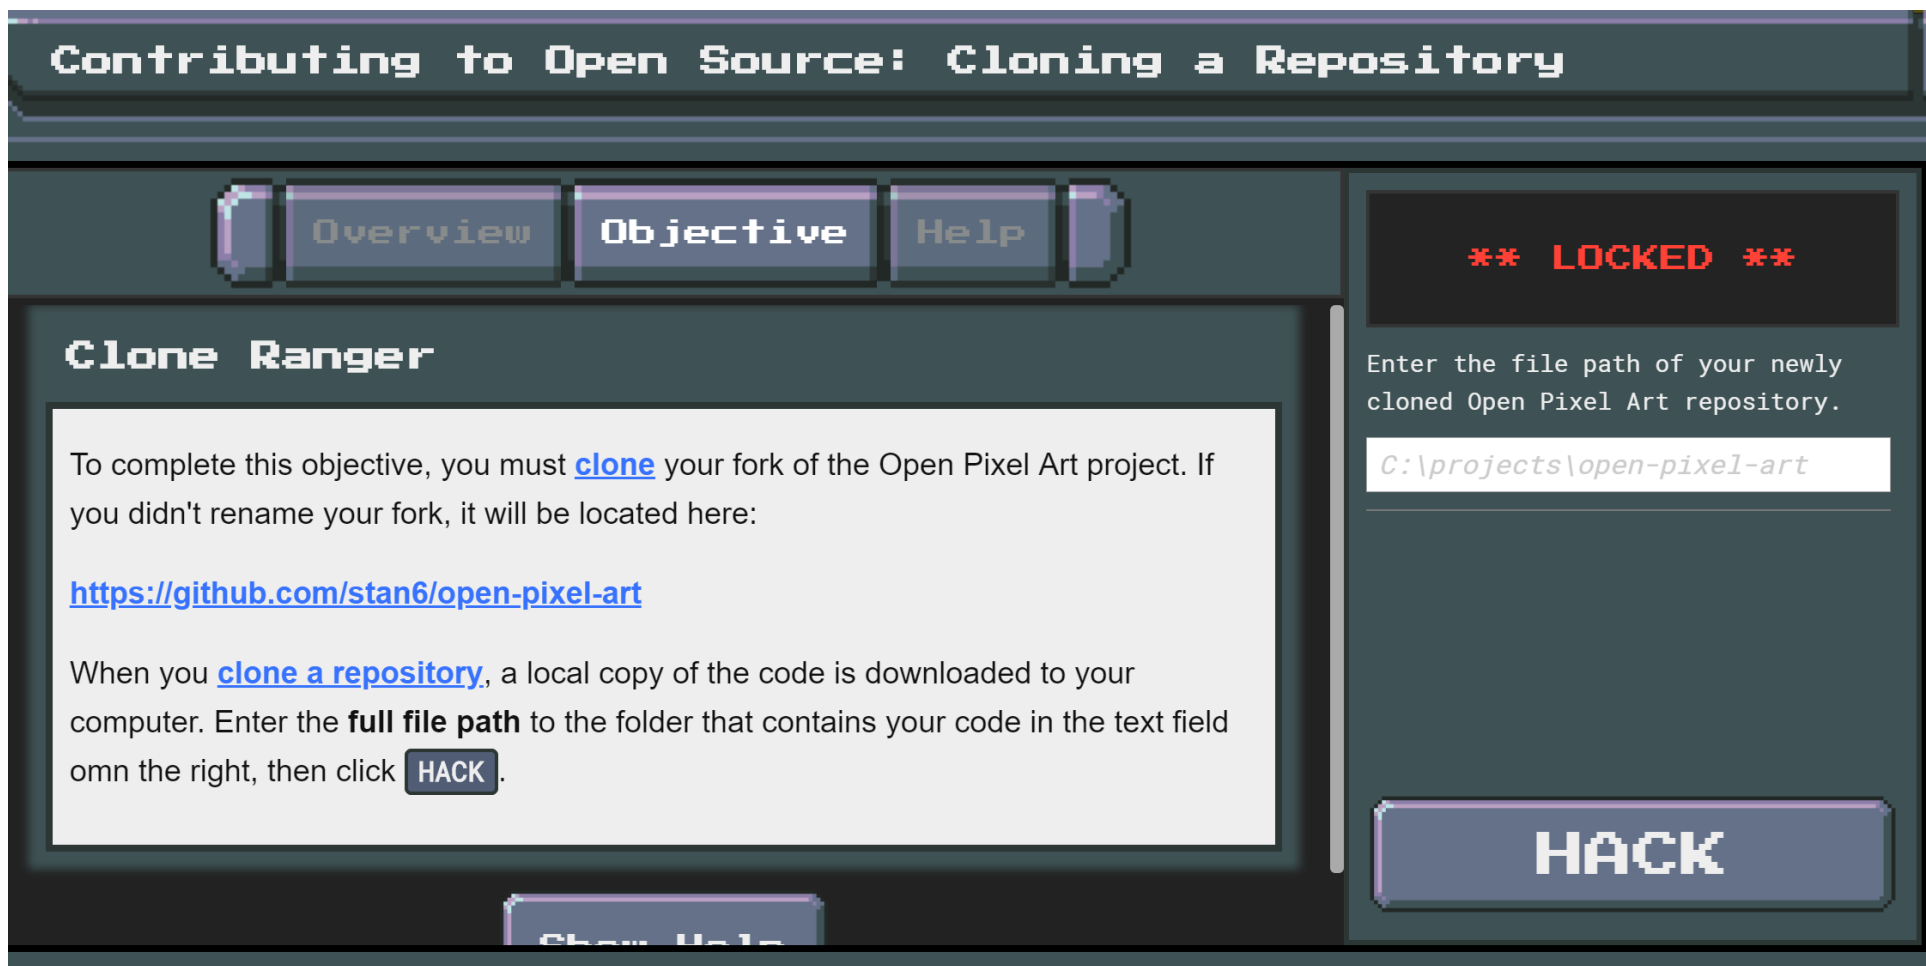 Contributing to Open Source: Cloning a Repository
Overview
Objective
Help
Clone Ranger
To complete this objective, you must clone your fork of the Open Pixel Art project. If
you didn't rename your fork, it will be located here:
https://github.com/stan6/open-pixel-art
When you clone a repository, a local copy of the code is downloaded to your
computer. Enter the full file path to the folder that contains your code in the text field
omn the right, then click HACK.
Show Help
** LOCKED **
Enter the file path of your newly
cloned Open Pixel Art repository.
C:\projects\open-pixel-art
HACK